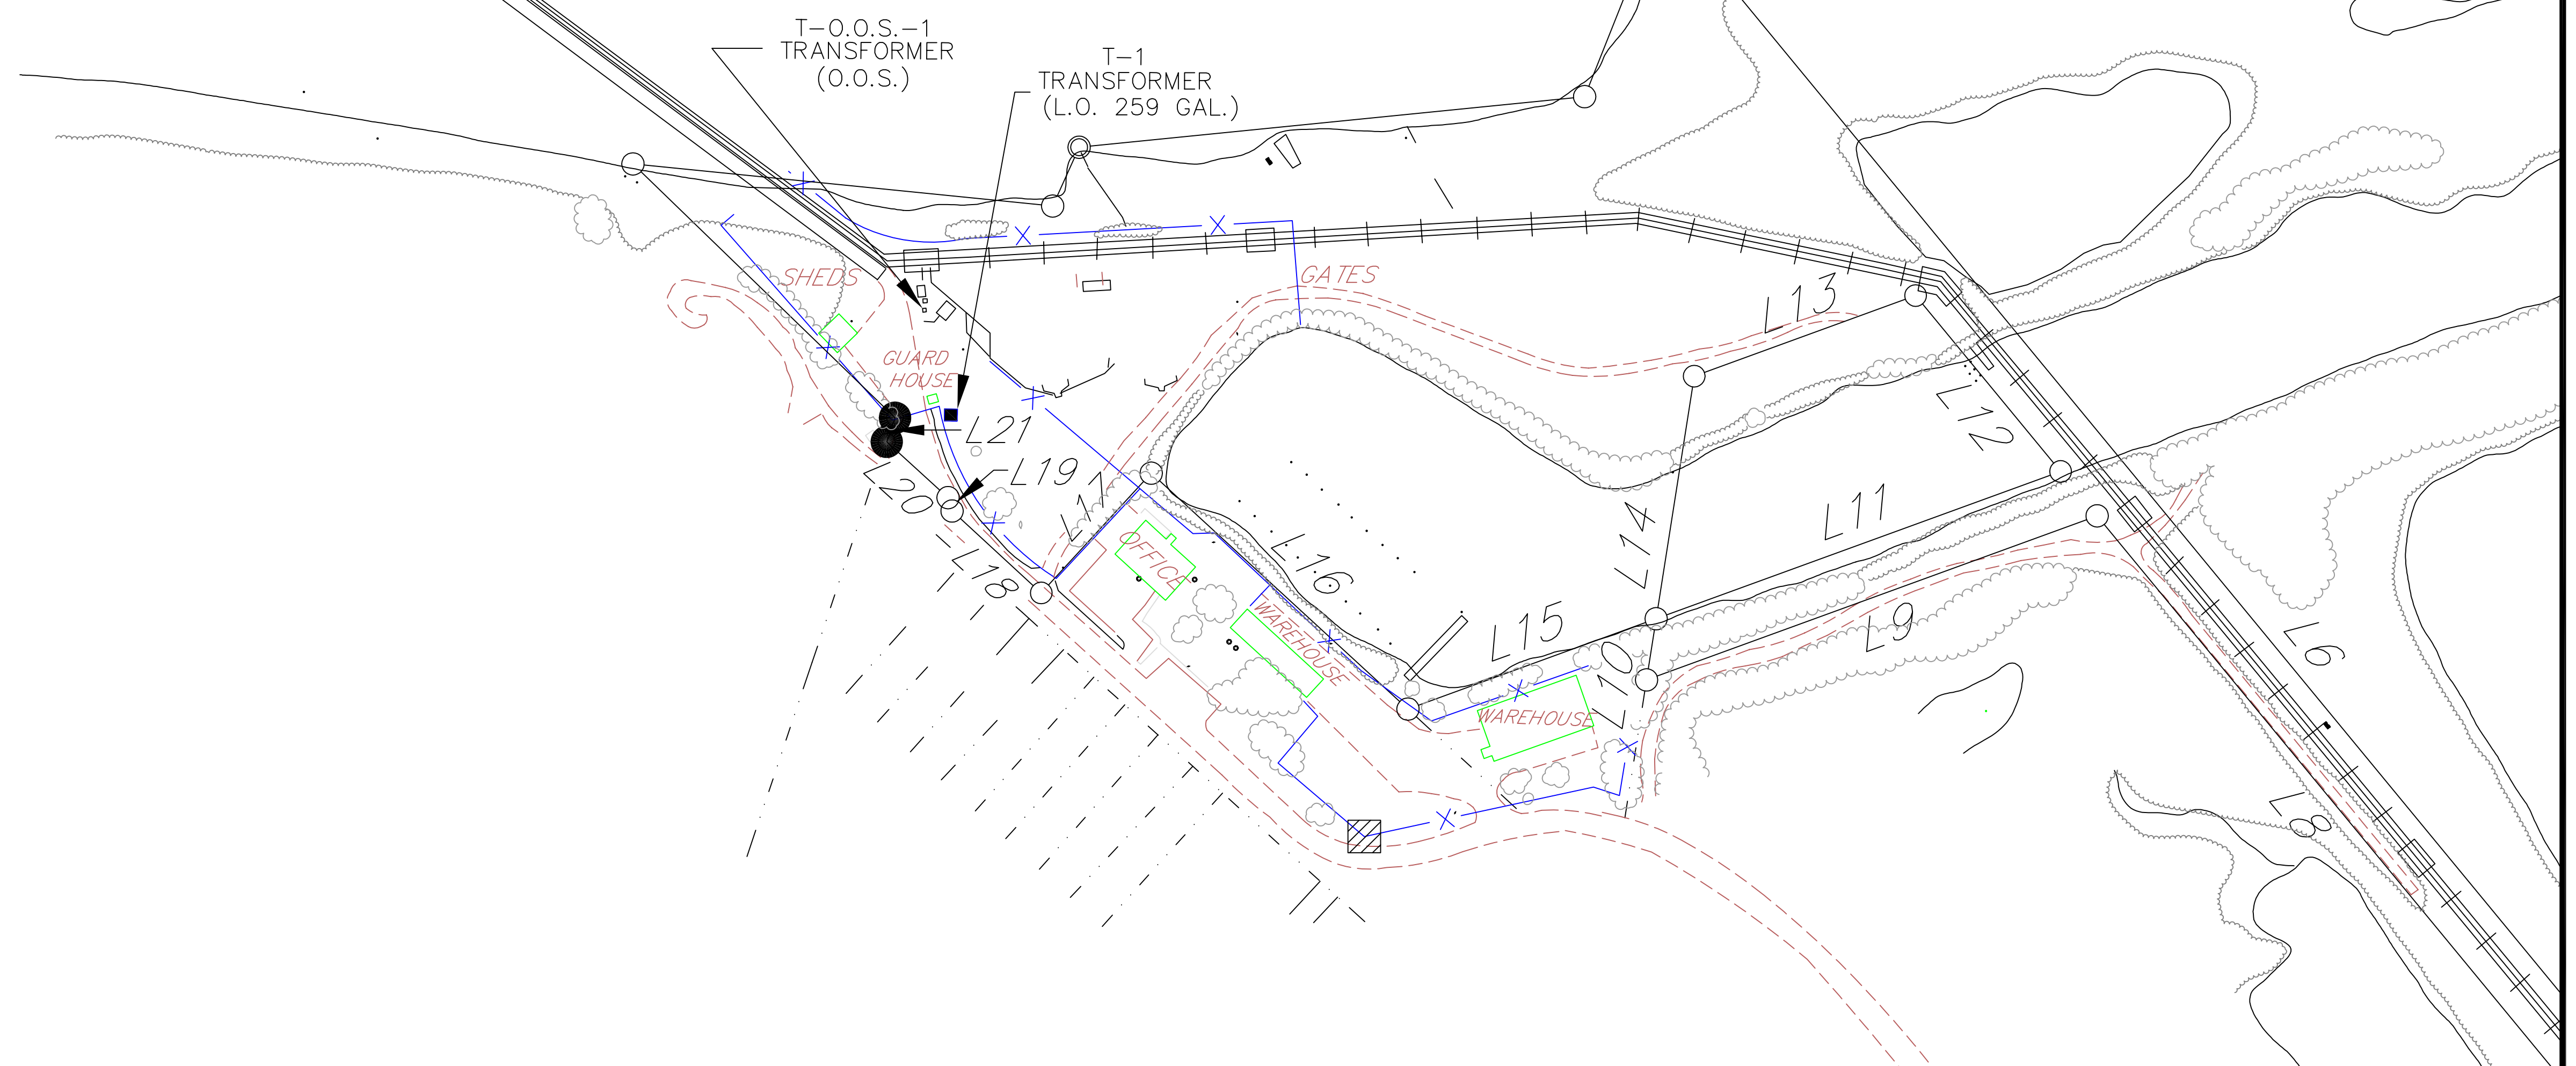 T-O.O.S.-1
TRANSFORMER
(O.O.S.)
T-1
TRANSFORMER
(L.O. 259 GAL.)
SHEDS
GATES
L13
GUARD
HOUSE
L12
L21
L19
L20
L17
L11
L14
OFFICE
L16
L18
WAREHOUSE
L15
L10
L9
L6
WAREHOUSE
L8